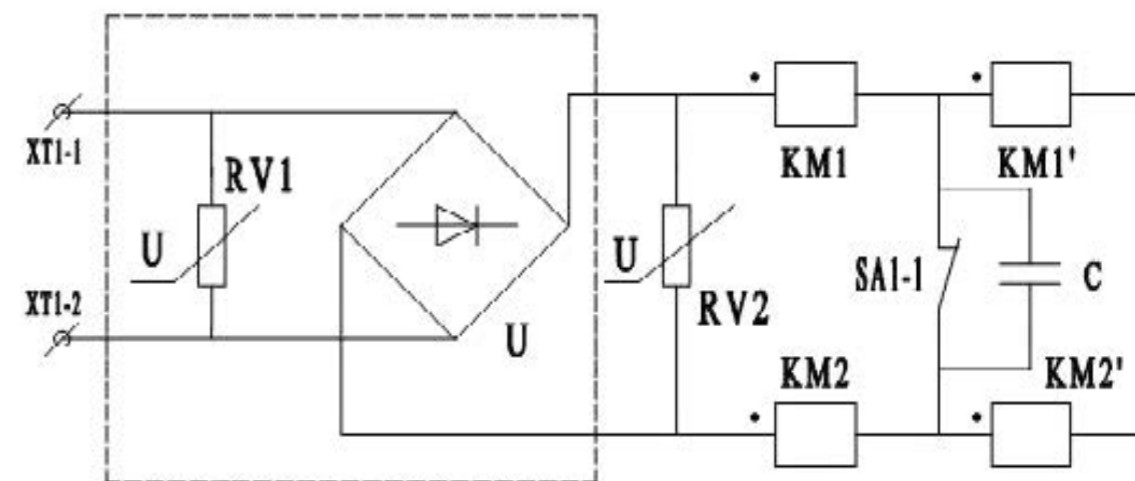 XT1-1
RV1
U
XT1-2
U
U
RV2
KM1
KM1'
SA1-1
C
KM2
KM2'